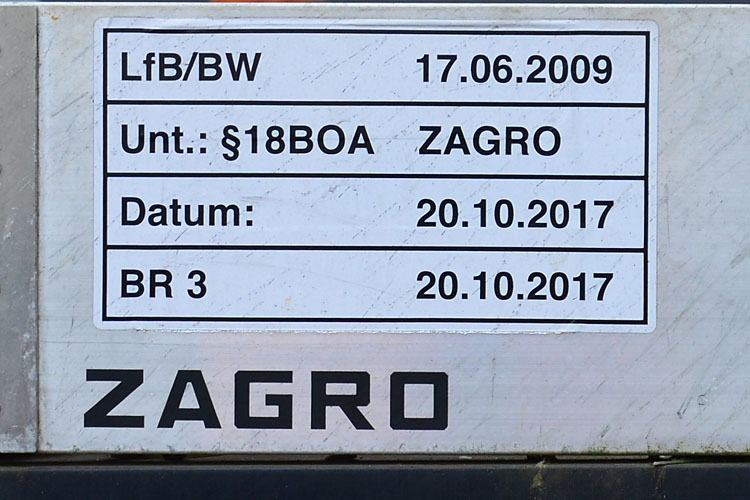 LfB/BW 17.06.2009
Unt.: §18BOA ZAGRO
Datum: 20.10.2017
BR 3 20.10.2017
ZAGRO